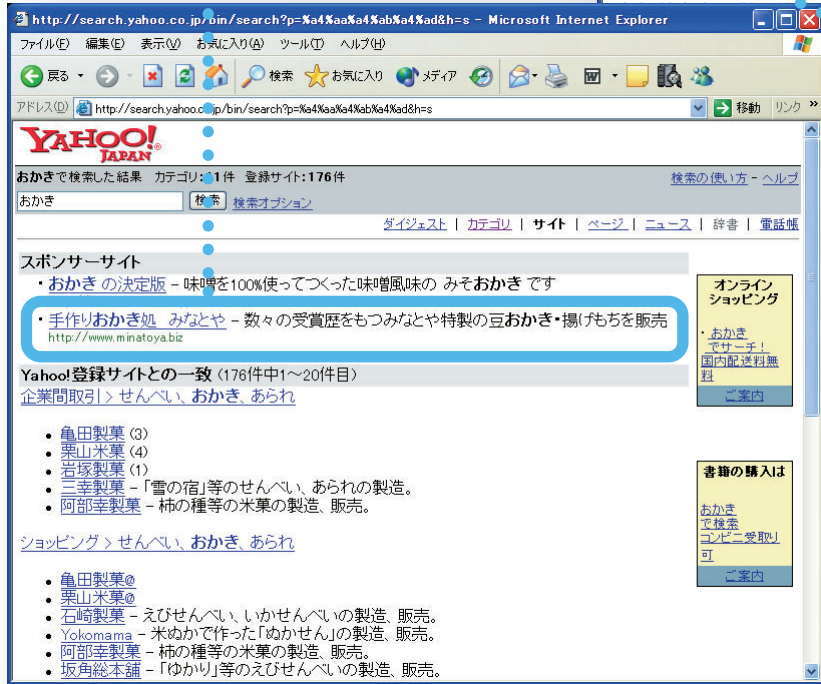 http://search.yahoo.co.jp/bin/search?p=%a4%aa%a4%ab%a4%ad&h=s - Microsoft Internet Explorer
ファイル(F) 編集(E) 表示(V) お気に入り(A) ツール(T) ヘルプ(H)
戻る 検索 お気に入り メディア
アドレス(D) http://search.yahoo.co.jp/bin/search?p=%a4%aa%a4%ab%a4%ad&h=s 移動 リンク »
YAHOO!
JAPAN
おかきで検索した結果 カテゴリ:11件 登録サイト:176件 検索の使い方 - ヘルプ
おかき 検索 検索オプション
ダイジェスト | カテゴリ | サイト | ページ | ニュース | 辞書 | 電話帳
スポンサーサイト
・おかき の決定版 - 味噌を100%使ってつくった味噌風味の みそおかき です
・手作りおかき処 みなとや - 数々の受賞歴をもつみなとや特製の豆おかき・揚げもちを販売
http://www.minatoya.biz
Yahoo!登録サイトとの一致 (176件中1～20件目)
企業間取引 > せんべい、おかき、あられ
• 亀田製菓 (3)
• 栗山米菓 (4)
• 岩塚製菓 (1)
• 三幸製菓 - 「雪の宿」等のせんべい、あられの製造。
• 阿部幸製菓 - 柿の種等の米菓の製造、販売。
ショッピング > せんべい、おかき、あられ
• 亀田製菓@
• 栗山米菓@
• 石崎製菓 - えびせんべい、いかせんべいの製造、販売。
• Yokomama - 米ぬかで作った「ぬかせん」の製造、販売。
• 阿部幸製菓 - 柿の種等の米菓の製造、販売。
• 坂角総本舗 - 「ゆかり」等のえびせんべいの製造、販売。
オンライン
ショッピング
・おかき
でサーチ!
国内配送料無
料
ご案内
書籍の購入は
おかき
で検索
コンビニ受取り
可
ご案内